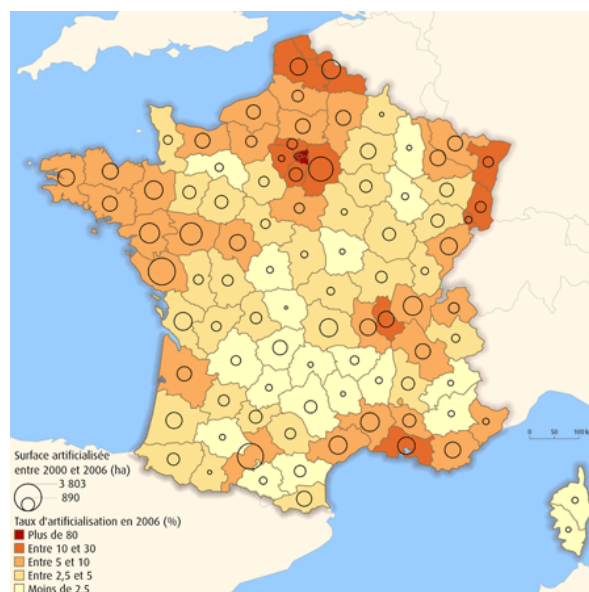 0 50 100 k
Surface artificialisée
entre 2000 et 2006 (ha)
3 803
890
Taux d'artificialisation en 2006 (%)
Plus de 80
Entre 10 et 30
Entre 5 et 10
Entre 2,5 et 5
Moins de 2,5